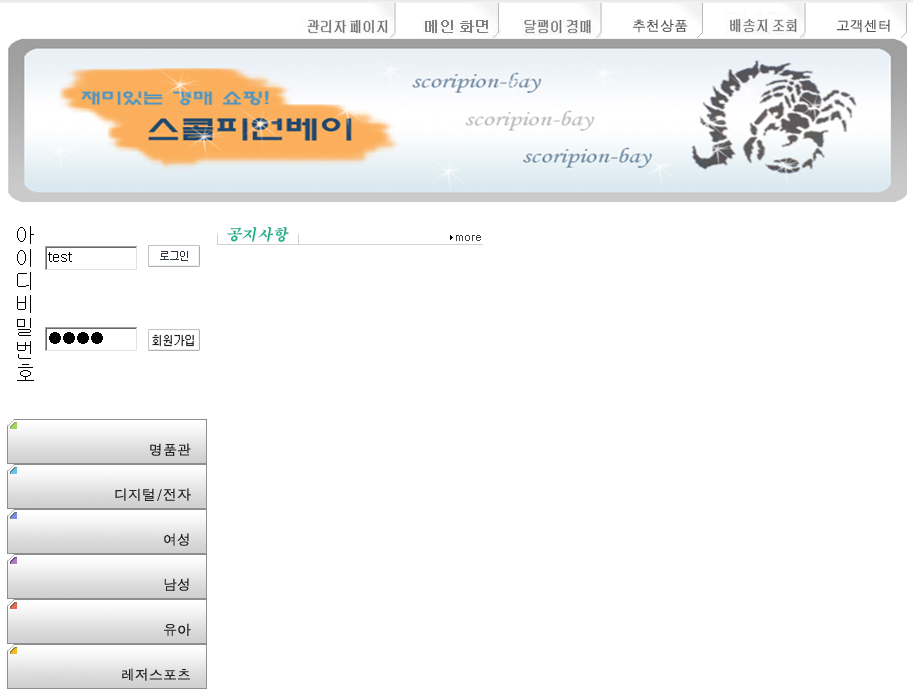 관리자 페이지 메인 화면 달팽이 경매 추천상품 배송지 조회 고객센터
재미있는 경매 쇼핑!
스콜피언베이
scoripion-bay
scoripion-bay
scoripion-bay
아이디
test
로그인
비밀번호
회원가입
공지사항
more
명품관
디지털/전자
여성
남성
유아
레저스포츠